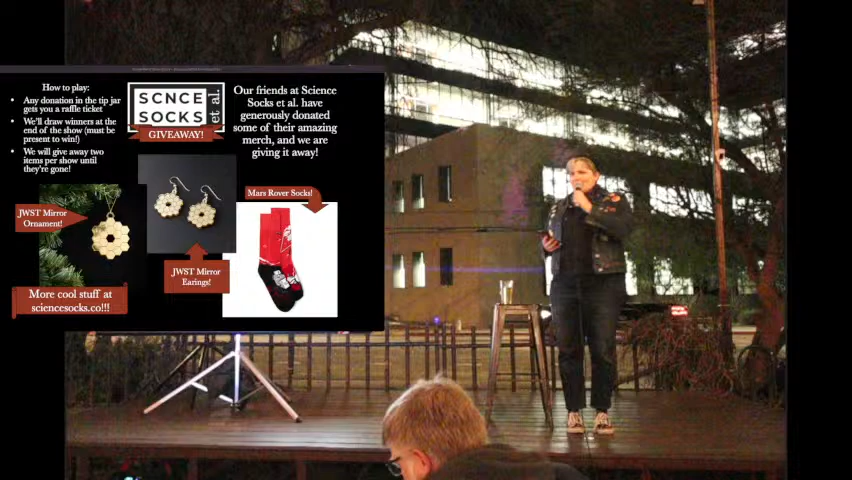 How to play:
• Any donation in the tip jar
gets you a raffle ticket
• We'll draw winners at the
end of the show (must be
present to win!)
• We will give away two
items per show until
they're gone!
SCNCE
SOCKS
et al.
GIVEAWAY!
Our friends at Science
Socks et al. have
generously donated
some of their amazing
merch, and we are
giving it away!
JWST Mirror
Ornament!
JWST Mirror
Earings!
Mars Rover Socks!
More cool stuff at
sciencesocks.co!!!